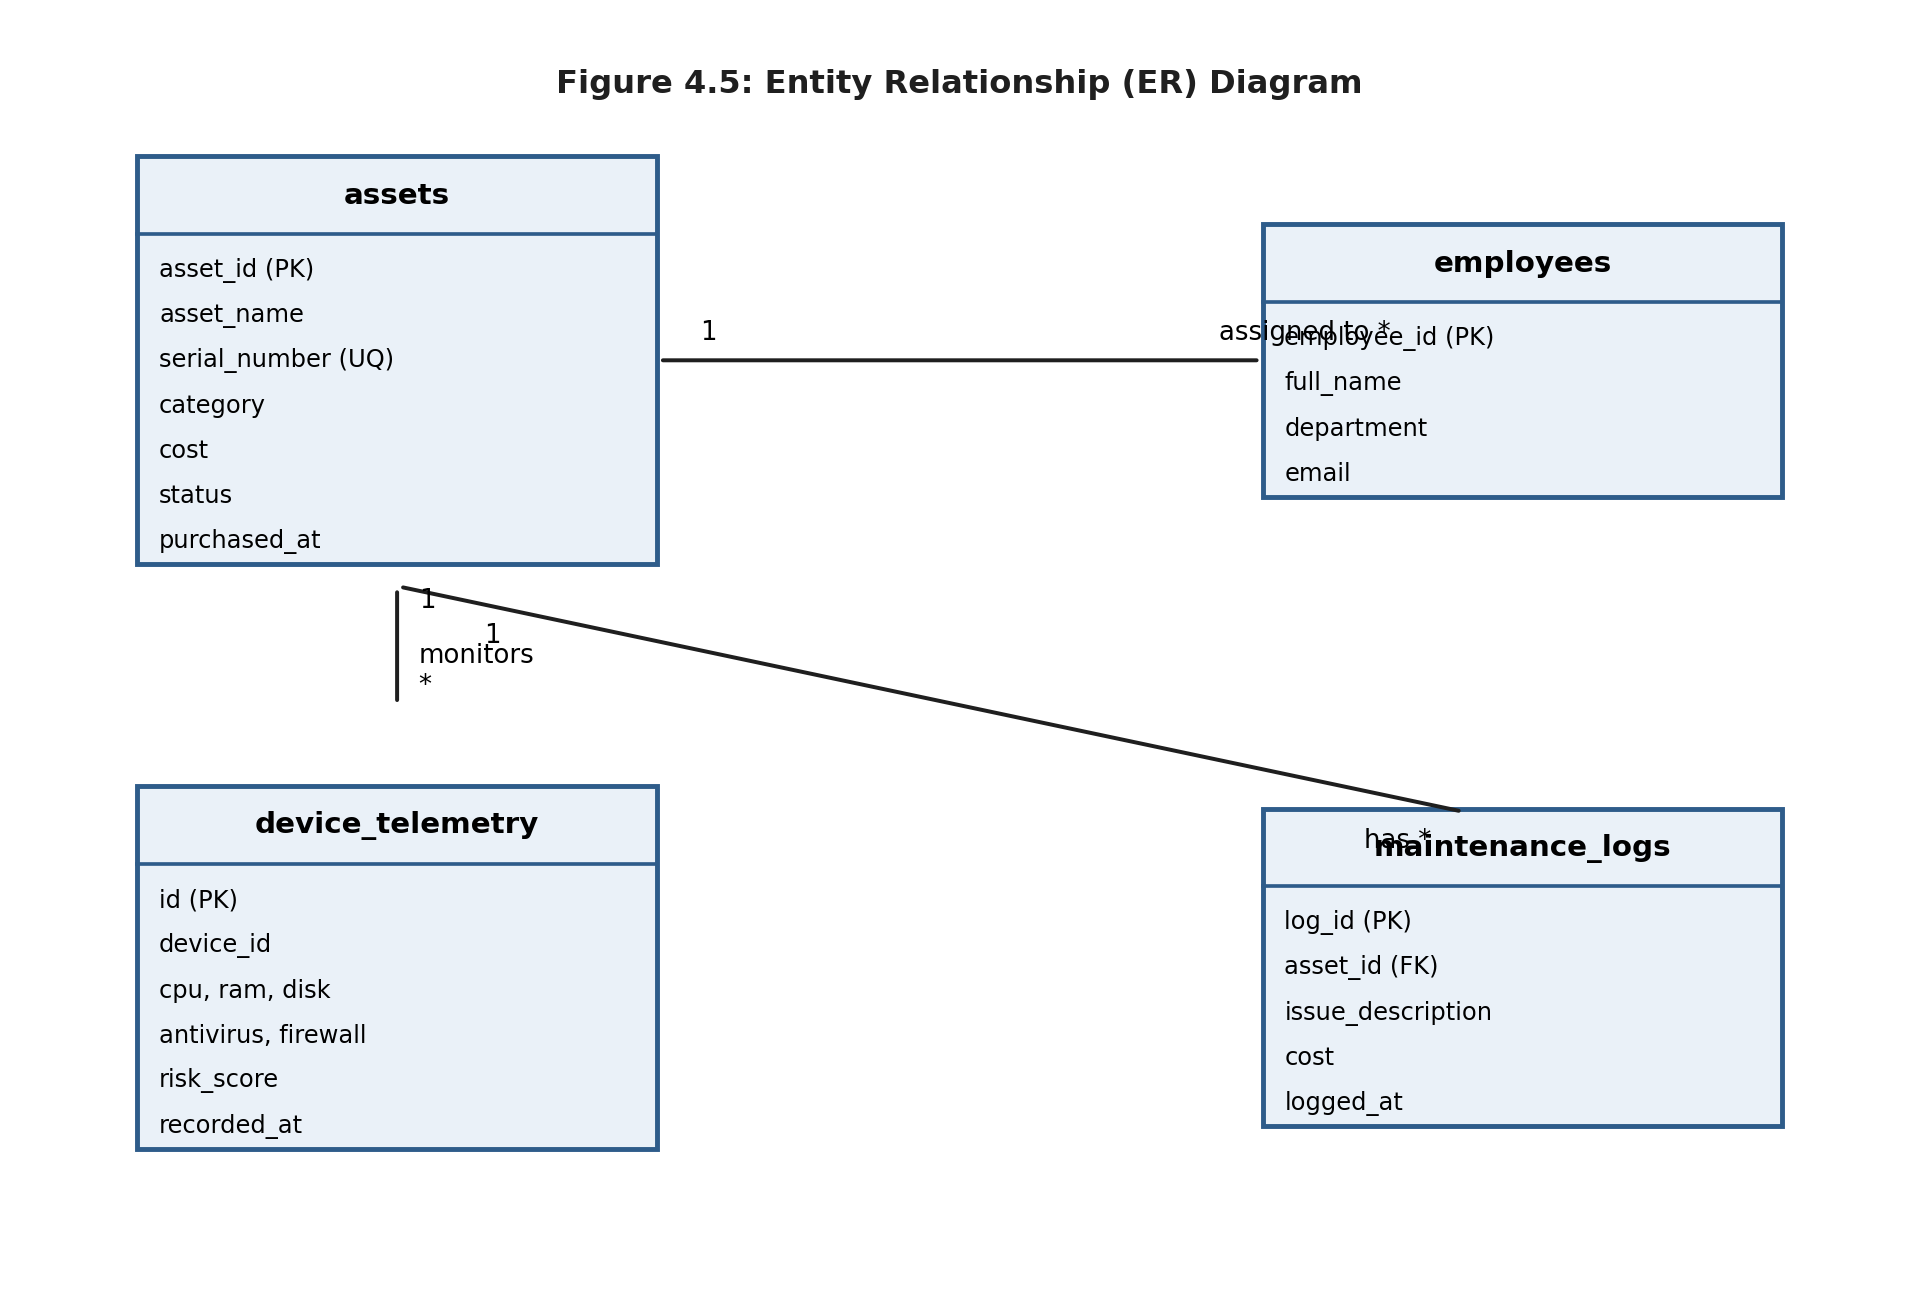 Figure 4.5: Entity Relationship (ER) Diagram
assets
asset_id (PK)
asset_name
serial_number (UQ)
category
cost
status
purchased_at
1
assigned to *
employees
employee_id (PK)
full_name
department
email
1
1
monitors
*
device_telemetry
id (PK)
device_id
cpu, ram, disk
antivirus, firewall
risk_score
recorded_at
has *
maintenance_logs
log_id (PK)
asset_id (FK)
issue_description
cost
logged_at